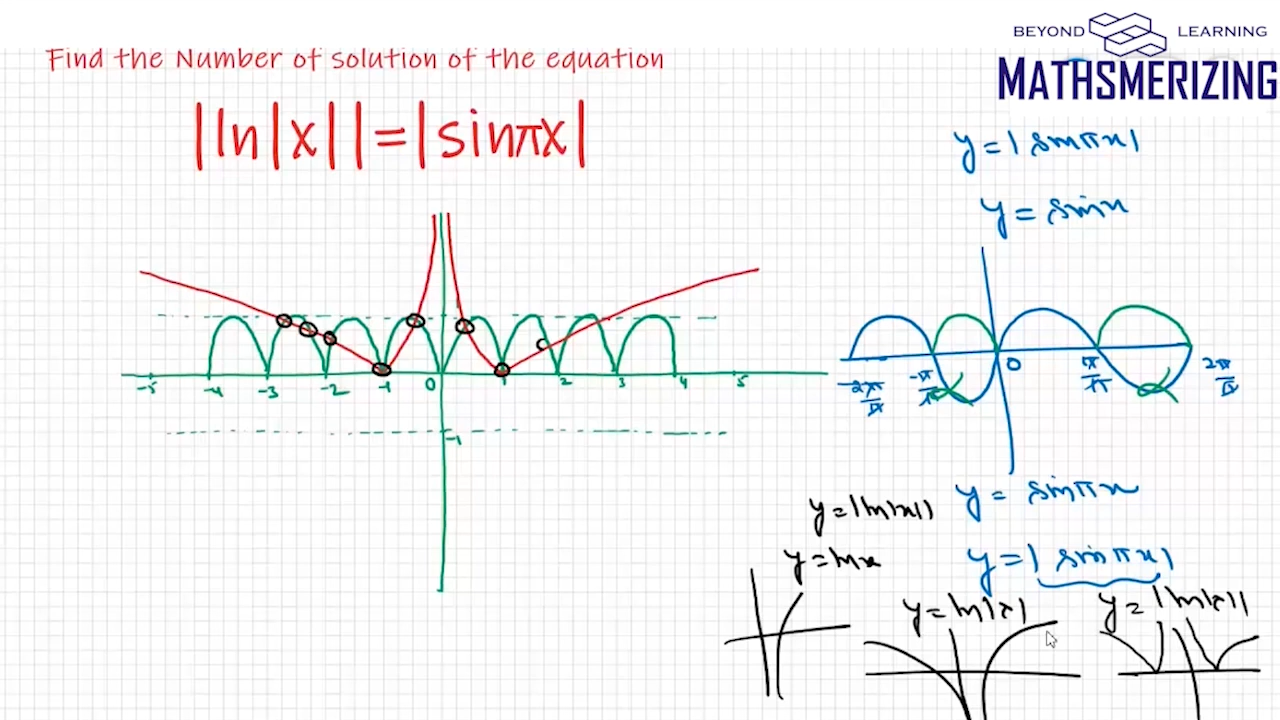 BEYOND LEARNING
MATHSMERIZING
Find the Number of solution of the equation
|ln|x||=|sinπx|
y=|sinπx|
y = sinx
-5 -4 -3 -2 -1 0 1 2 3 4 5
-1
-2π/π -π/π 0 π/π 2π/π
y = sinπx
y=|ln|x||
y=|sinπx|
y=lnx
y=ln|x|
y=|ln|x||